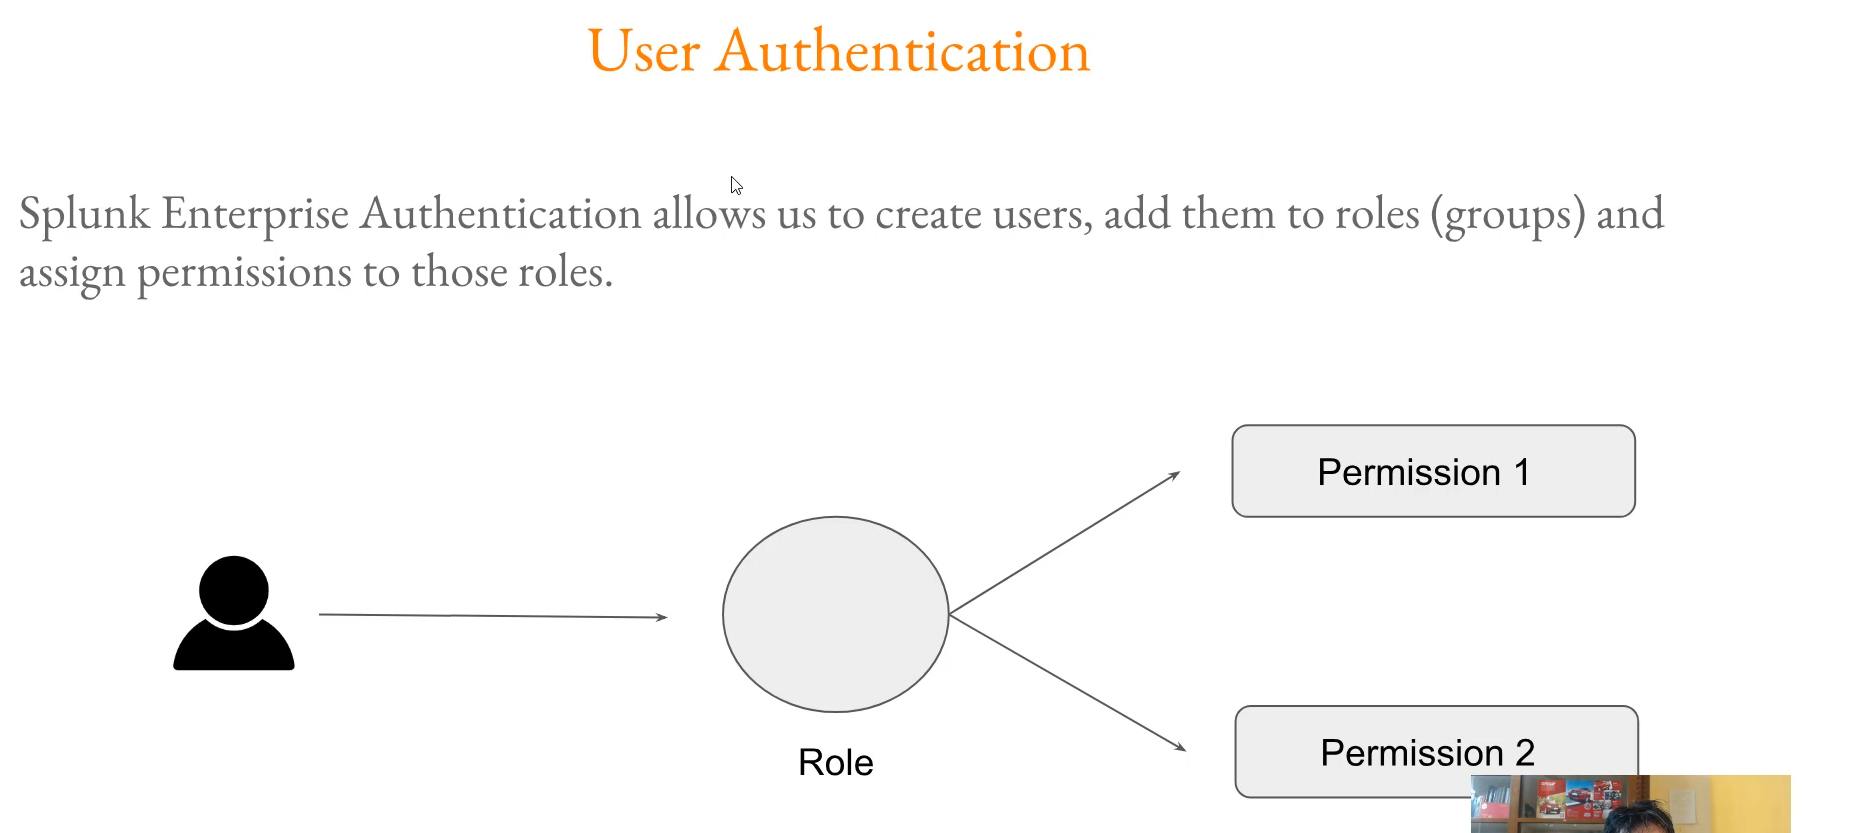 User Authentication
Splunk Enterprise Authentication allows us to create users, add them to roles (groups) and
assign permissions to those roles.
Permission 1
Role
Permission 2